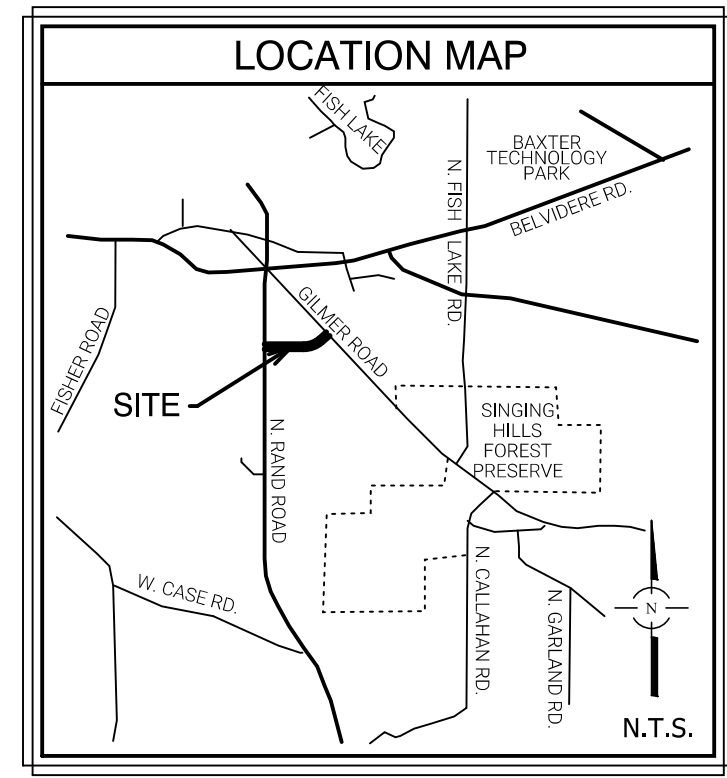 LOCATION MAP
FISH LAKE
BAXTER
TECHNOLOGY
PARK
N. FISH LAKE RD.
BELVIDERE RD.
GILMER ROAD
FISHER ROAD
SITE
N. RAND ROAD
SINGING
HILLS
FOREST
PRESERVE
W. CASE RD.
N. CALLAHAN RD.
N. GARLAND RD.
N
N.T.S.